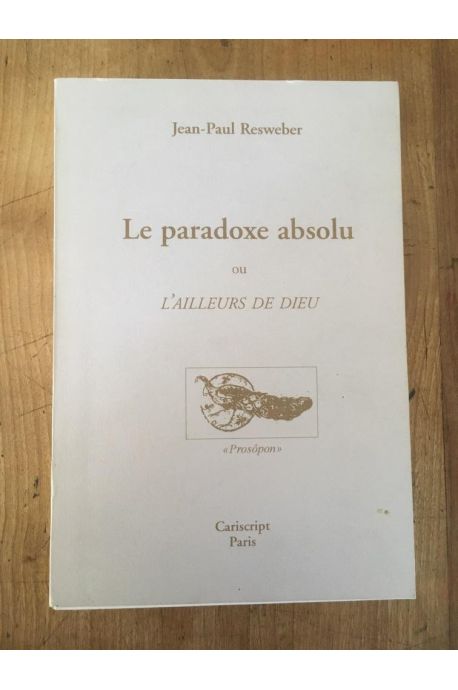 Jean-Paul Resweber
Le paradoxe absolu
ou
L'AILLEURS DE DIEU
«Prosôpon»
Cariscript
Paris